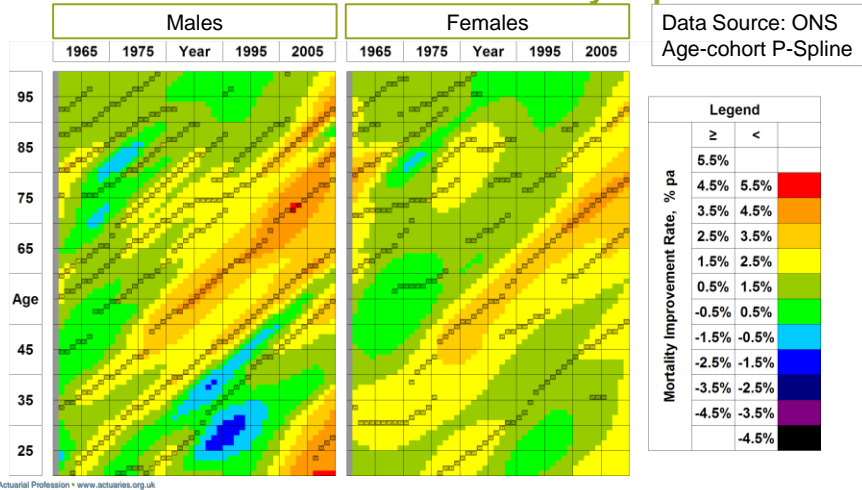 Males
Females
Data Source: ONS
Age-cohort P-Spline
1965 1975 Year 1995 2005
1965 1975 Year 1995 2005
95
85
75
65
Age
45
35
25
Legend
Mortality Improvement Rate, % pa
≥ <
5.5%
4.5% 5.5%
3.5% 4.5%
2.5% 3.5%
1.5% 2.5%
0.5% 1.5%
-0.5% 0.5%
-1.5% -0.5%
-2.5% -1.5%
-3.5% -2.5%
-4.5% -3.5%
-4.5%
Actuarial Profession • www.actuaries.org.uk